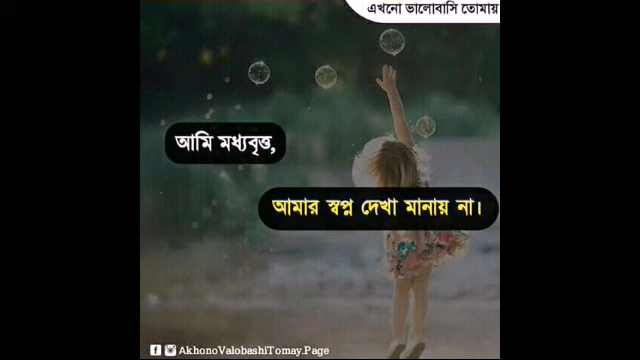 এখনো ভালোবাসি তোমায়
আমি মধ্যবৃত্ত,
আমার স্বপ্ন দেখা মানায় না।
AkhonoValobashiTomay.Page